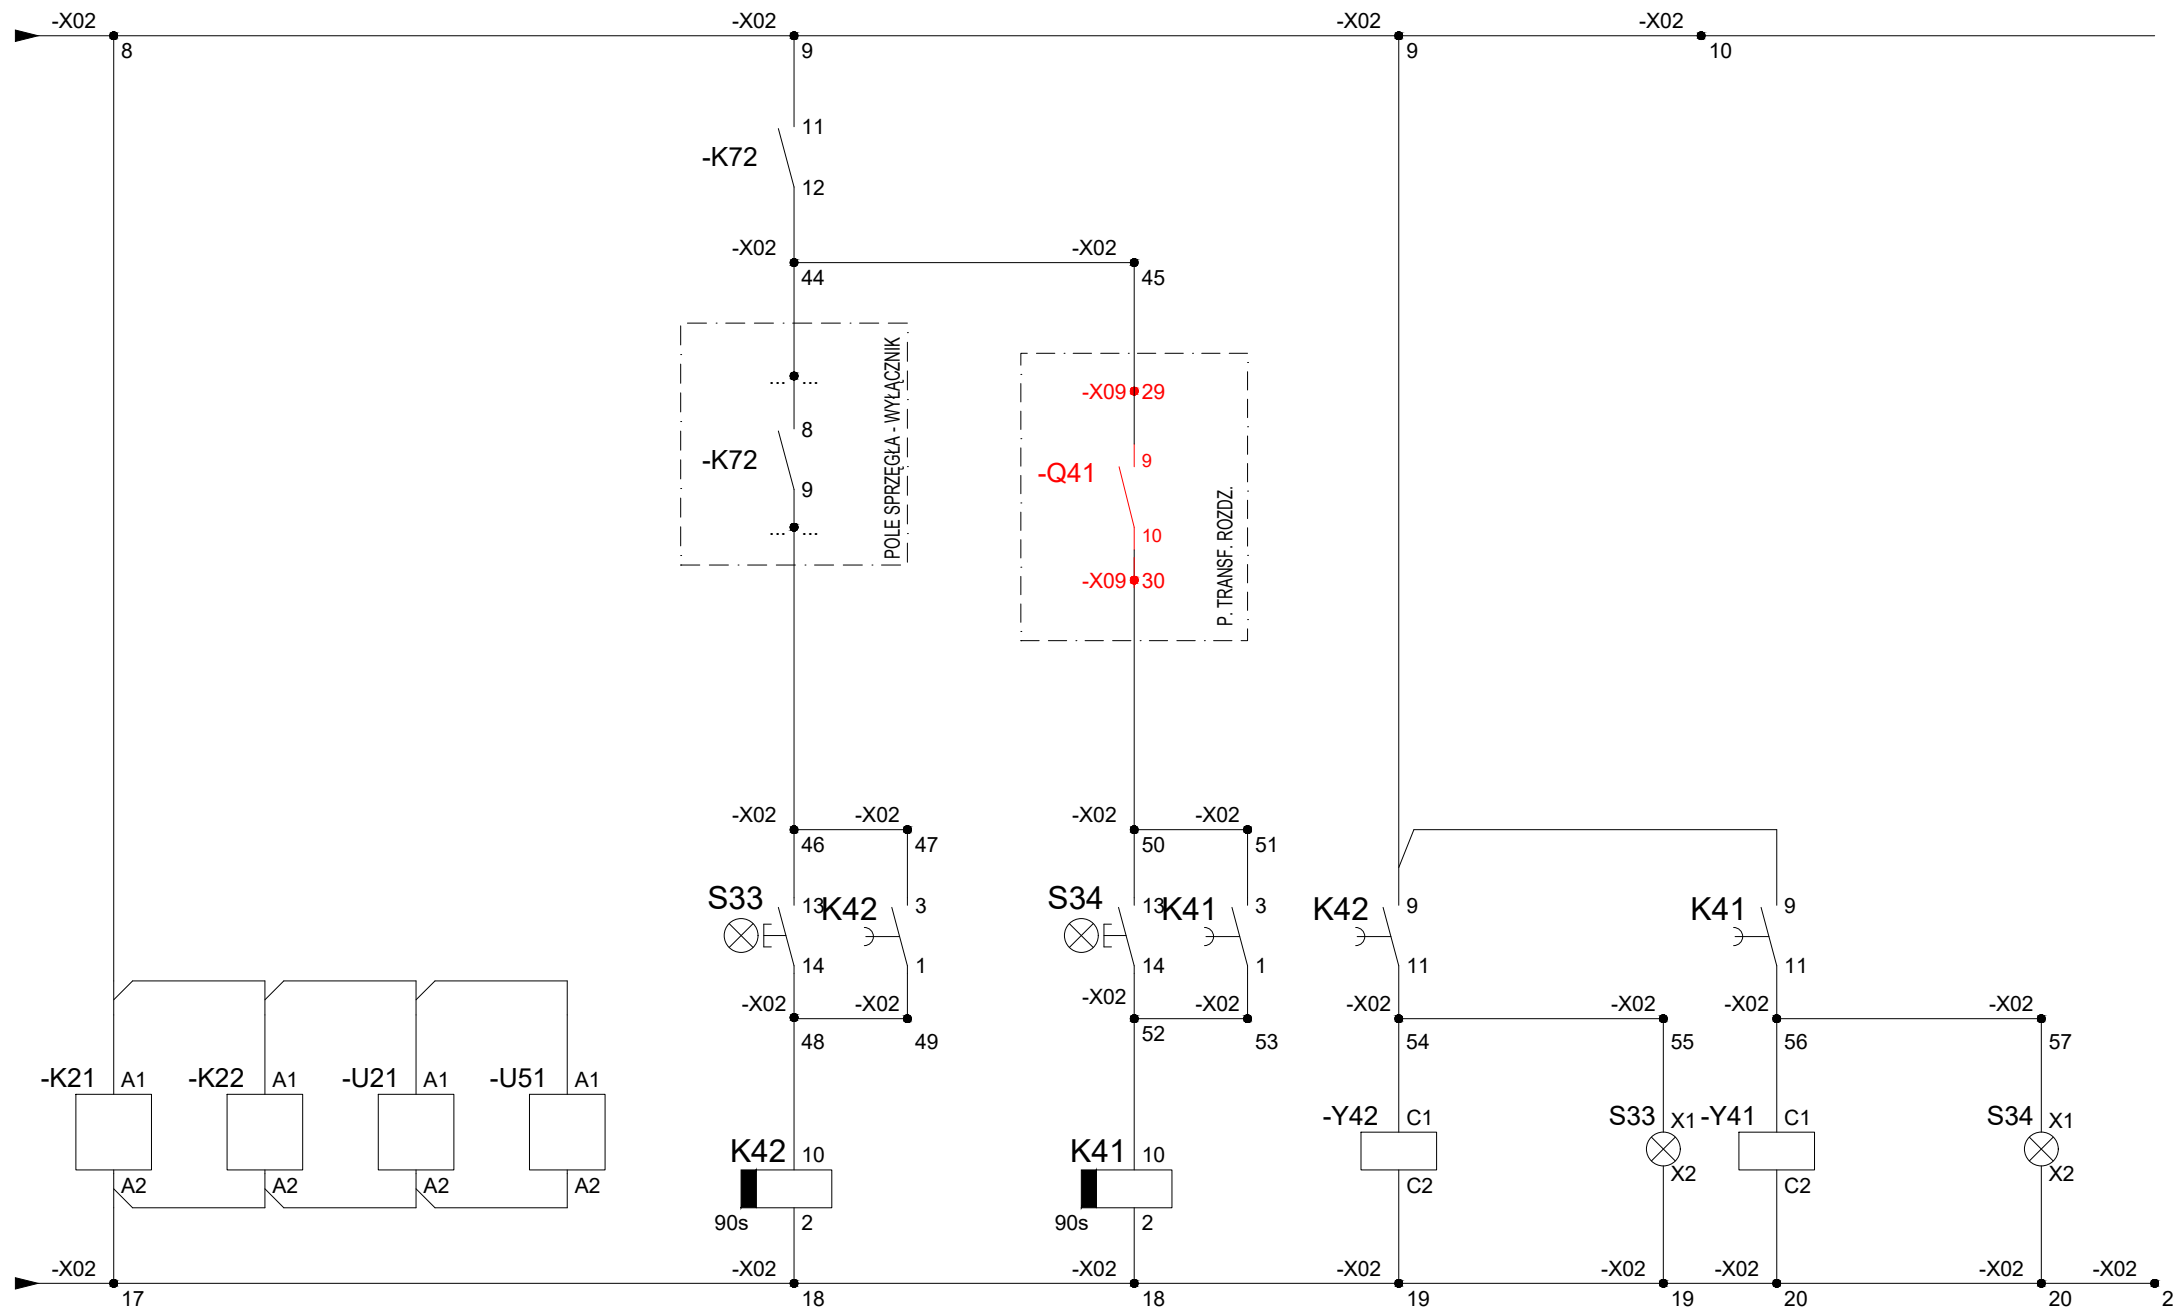 -X02 -X02 -X02 -X02
8 9 9 10
11
-K72
12
-X02 -X02
44 45
POLE SPRZĘGŁA - WYŁĄCZNIK
... ...
8
-K72
9
... ...
P. TRANSF. ROZDZ.
-X09 29
9
-Q41
10
-X09 30
-X02 -X02 -X02 -X02
46 47 50 51
S33 13 K42 3 S34 13 K41 3 K42 9 K41 9
14 1 14 1 11 11
-X02 -X02 -X02 -X02 -X02 -X02 -X02 -X02
48 49 52 53 54 55 56 57
-K21 A1 -K22 A1 -U21 A1 -U51 A1
-Y42 C1 S33 X1 -Y41 C1 S34 X1
K42 10 K41 10
A2 A2 A2 A2 C2 X2 C2 X2
90s 2 90s 2
-X02 -X02 -X02 -X02 -X02 -X02 -X02 -X02
17 18 18 19 19 20 20 2